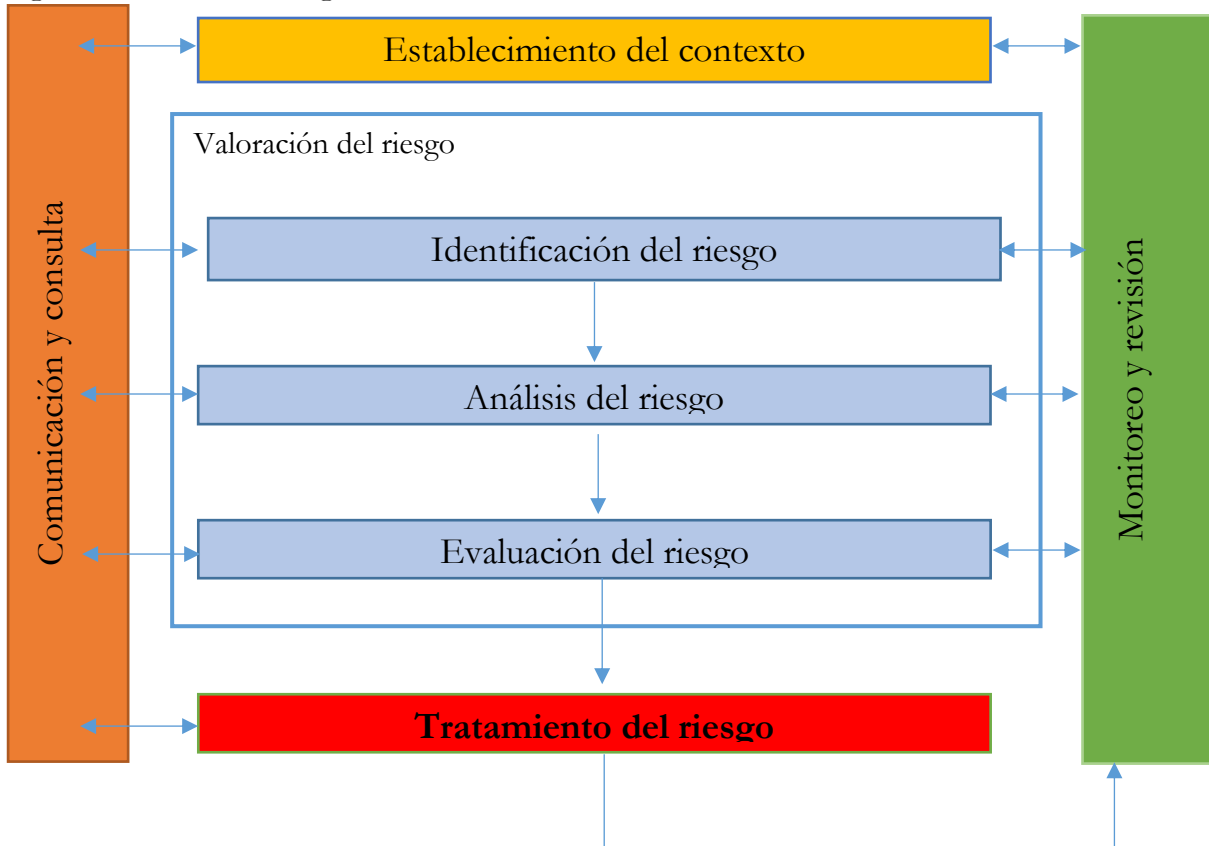 Establecimiento del contexto
Valoración del riesgo
Identificación del riesgo
Análisis del riesgo
Evaluación del riesgo
Tratamiento del riesgo
Comunicación y consulta
Monitoreo y revisión